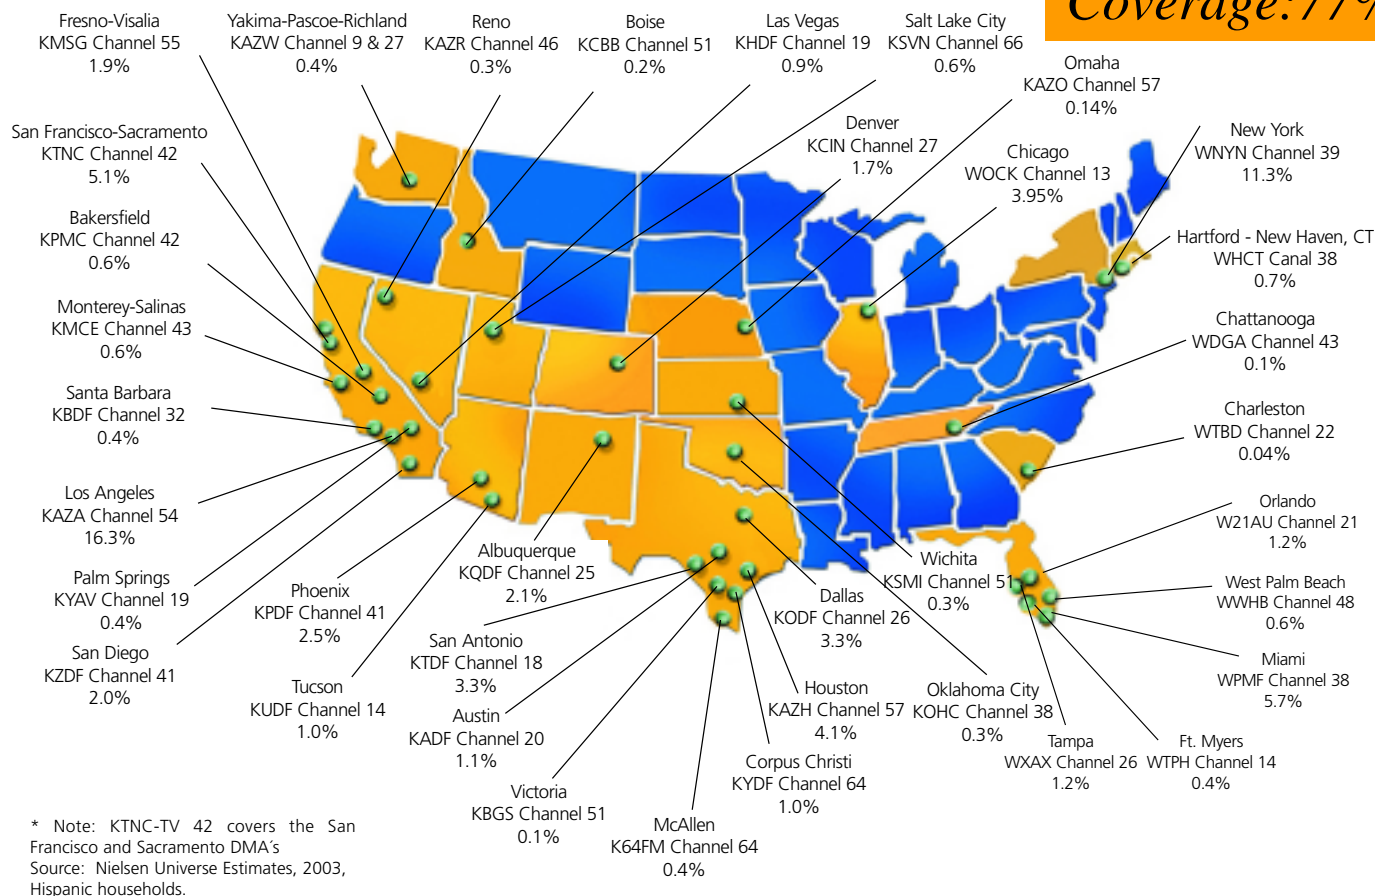 Coverage:77%
Fresno-Visalia
KMSG Channel 55
1.9%
Yakima-Pascoe-Richland
KAZW Channel 9 & 27
0.4%
Reno
KAZR Channel 46
0.3%
Boise
KCBB Channel 51
0.2%
Las Vegas
KHDF Channel 19
0.9%
Salt Lake City
KSVN Channel 66
0.6%
Omaha
KAZO Channel 57
0.14%
San Francisco-Sacramento
KTNC Channel 42
5.1%
Denver
KCIN Channel 27
1.7%
Chicago
WOCK Channel 13
3.95%
New York
WNYN Channel 39
11.3%
Bakersfield
KPMC Channel 42
0.6%
Hartford - New Haven, CT
WHCT Canal 38
0.7%
Monterey-Salinas
KMCE Channel 43
0.6%
Chattanooga
WDGA Channel 43
0.1%
Santa Barbara
KBDF Channel 32
0.4%
Charleston
WTBD Channel 22
0.04%
Los Angeles
KAZA Channel 54
16.3%
Orlando
W21AU Channel 21
1.2%
Palm Springs
KYAV Channel 19
0.4%
Phoenix
KPDF Channel 41
2.5%
Albuquerque
KQDF Channel 25
2.1%
Dallas
KODF Channel 26
3.3%
Wichita
KSMI Channel 51
0.3%
West Palm Beach
WWHB Channel 48
0.6%
San Diego
KZDF Channel 41
2.0%
San Antonio
KTDF Channel 18
3.3%
Miami
WPMF Channel 38
5.7%
Tucson
KUDF Channel 14
1.0%
Austin
KADF Channel 20
1.1%
Houston
KAZH Channel 57
4.1%
Oklahoma City
KOHC Channel 38
0.3%
Tampa
WXAX Channel 26
1.2%
Ft. Myers
WTPH Channel 14
0.4%
Corpus Christi
KYDF Channel 64
1.0%
Victoria
KBGS Channel 51
0.1%
McAllen
K64FM Channel 64
0.4%
* Note: KTNC-TV 42 covers the San
Francisco and Sacramento DMA´s
Source: Nielsen Universe Estimates, 2003,
Hispanic households.